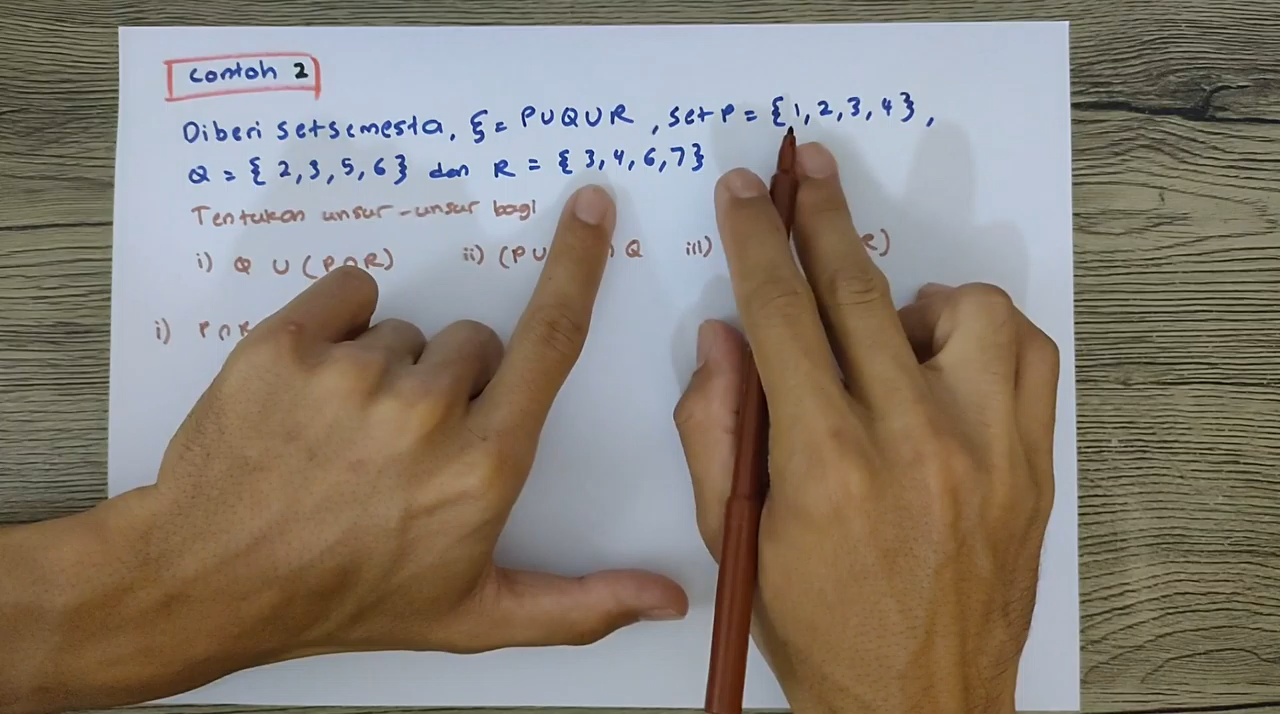 Contoh 2
Diberi set semesta, ξ = P∪Q∪R, set P = {1, 2, 3, 4},
Q = {2, 3, 5, 6} dan R = {3, 4, 6, 7}
Tentukan unsur-unsur bagi
i) Q ∪ (P∩R) ii) (P∪ ) Q iii) R)
i) P∩R